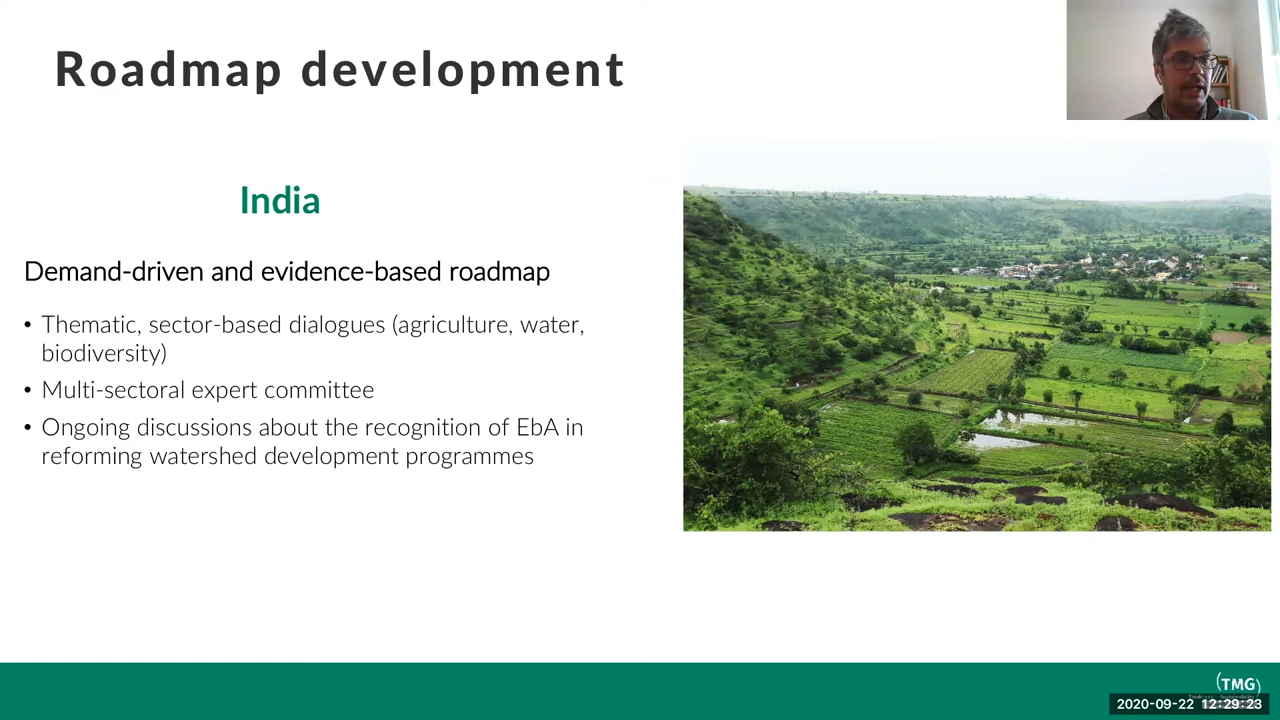 Roadmap development
India
Demand-driven and evidence-based roadmap
• Thematic, sector-based dialogues (agriculture, water,
biodiversity)
• Multi-sectoral expert committee
• Ongoing discussions about the recognition of EbA in
reforming watershed development programmes
(TMG)
2020-09-22 12:29:23